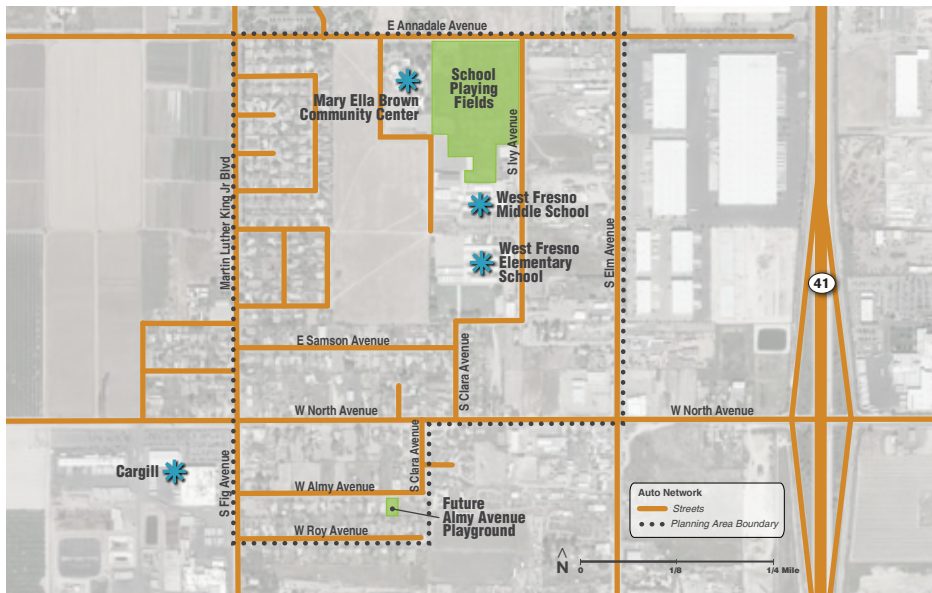 E Annadale Avenue
School
Playing
Fields
Mary Ella Brown
Community Center
S Ivy Avenue
Martin Luther King Jr Blvd
West Fresno
Middle School
West Fresno
Elementary
School
S Elm Avenue
41
E Samson Avenue
S Clara Avenue
W North Avenue
W North Avenue
S Clara Avenue
Cargill
S Fig Avenue
W Almy Avenue
Future
Almy Avenue
Playground
W Roy Avenue
Auto Network
Streets
Planning Area Boundary
N
0
1/8
1/4 Mile